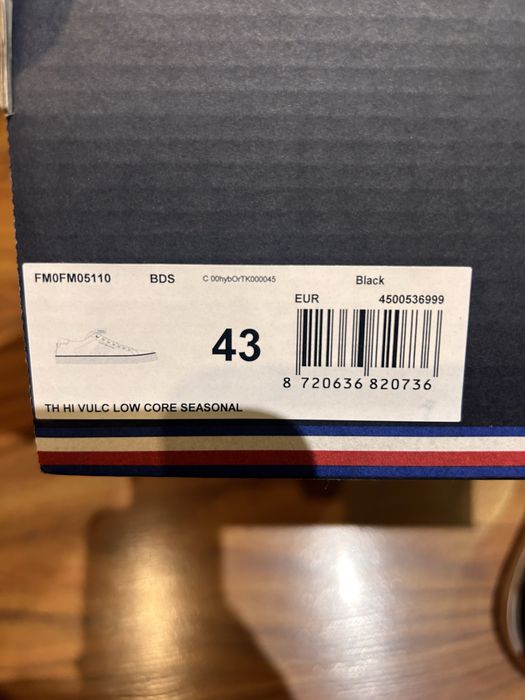 FM0FM05110 BDS C 00hybOrTK000045 Black
EUR 4500536999
43
8 720636 820736
TH HI VULC LOW CORE SEASONAL